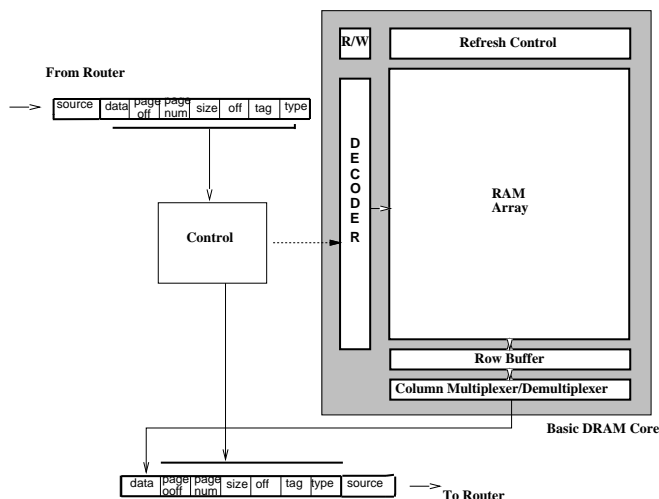 R/W
Refresh Control
From Router
source data page off page num size off tag type
DECODER
RAM
Array
Control
Row Buffer
Column Multiplexer/Demultiplexer
Basic DRAM Core
data page ooff page num size off tag type source
To Router